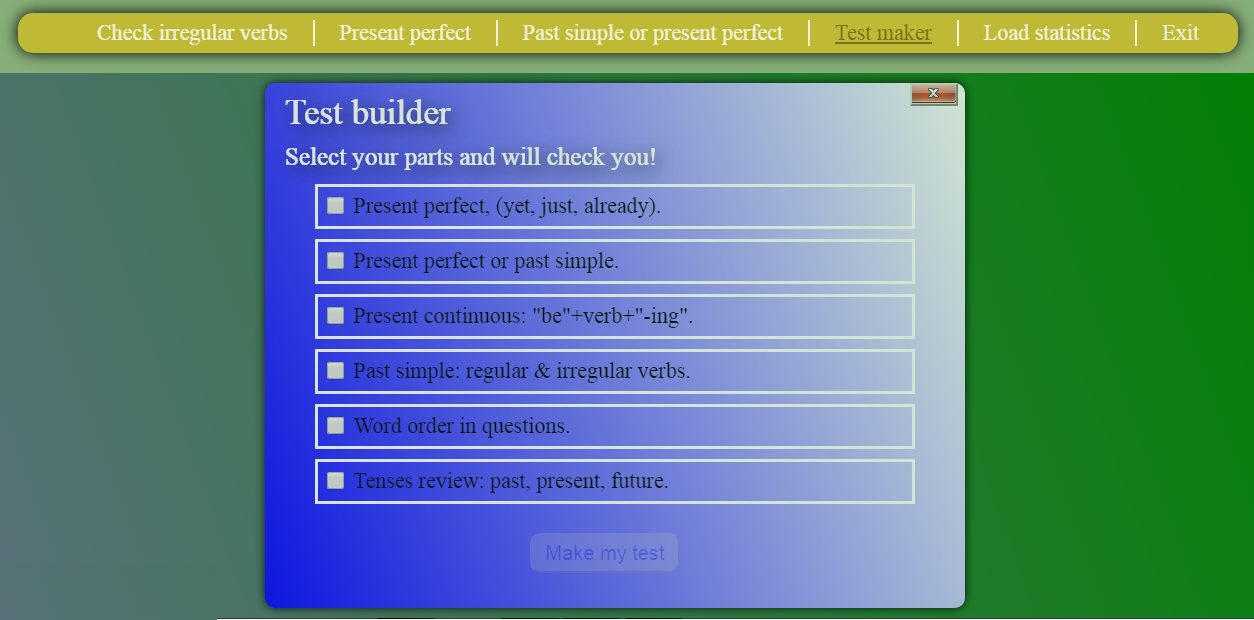 Check irregular verbs
Present perfect
Past simple or present perfect
Test maker
Load statistics
Exit
x
Test builder
Select your parts and will check you!
Present perfect, (yet, just, already).
Present perfect or past simple.
Present continuous: "be"+verb+"-ing".
Past simple: regular & irregular verbs.
Word order in questions.
Tenses review: past, present, future.
Make my test